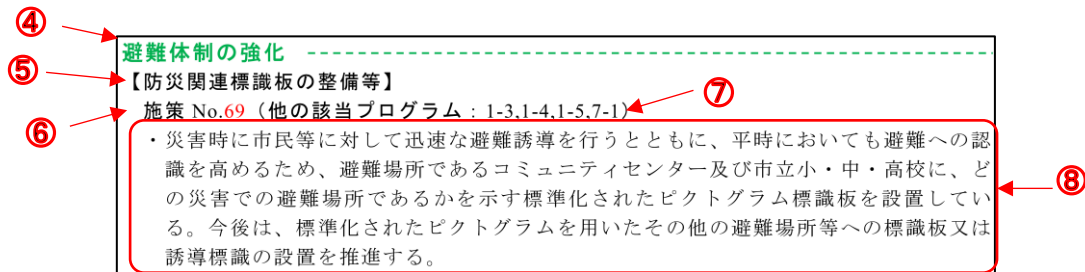 ④
避難体制の強化
⑤
【防災関連標識板の整備等】
⑦
施策 No.69（他の該当プログラム：1-3,1-4,1-5,7-1）
⑥
・災害時に市民等に対して迅速な避難誘導を行うとともに、平時においても避難への認
識を高めるため、避難場所であるコミュニティセンター及び市立小・中・高校に、ど
の災害での避難場所であるかを示す標準化されたピクトグラム標識板を設置してい
⑧
る。今後は、標準化されたピクトグラムを用いたその他の避難場所等への標識板又は
誘導標識の設置を推進する。